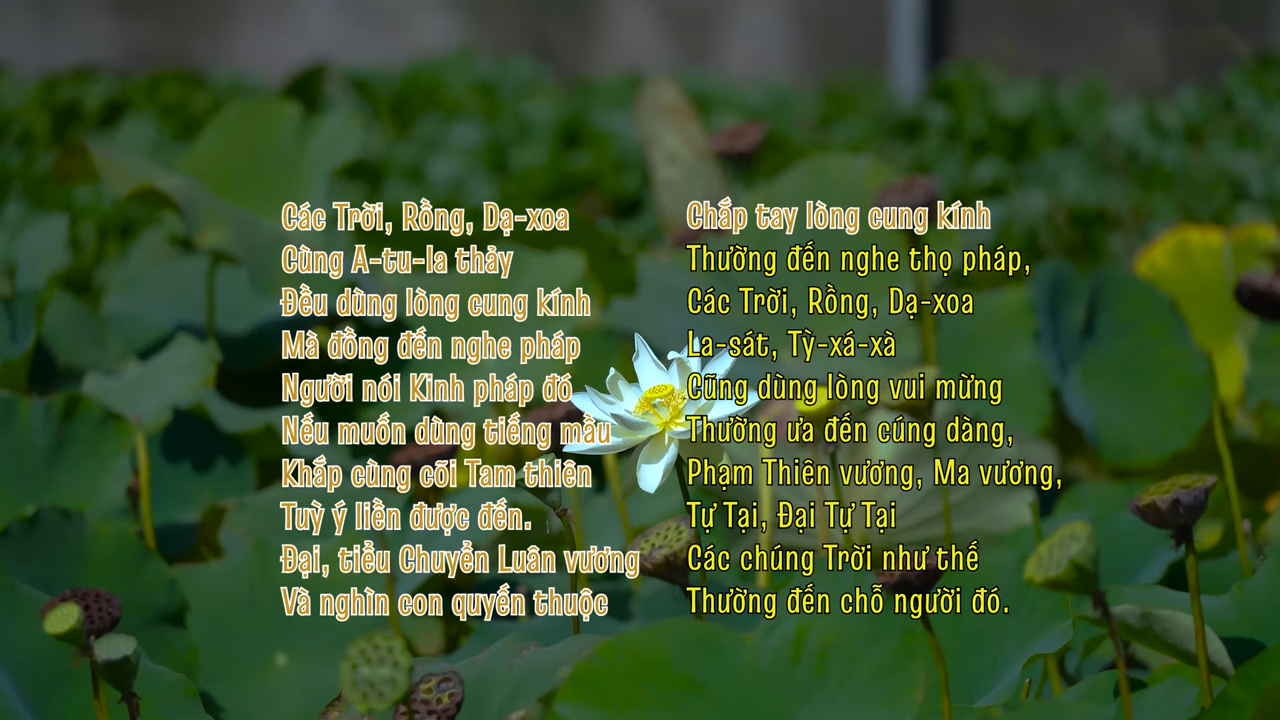 Các Trời, Rồng, Dạ-xoa
Cùng A-tu-la thảy
Đều dùng lòng cung kính
Mà đồng đến nghe pháp
Người nói Kinh pháp đó
Nếu muốn dùng tiếng mầu
Khắp cùng cõi Tam thiên
Tuỳ ý liền được đến.
Đại, tiểu Chuyển Luân vương
Và nghìn con quyến thuộc
Chắp tay lòng cung kính
Thường đến nghe thọ pháp,
Các Trời, Rồng, Dạ-xoa
La-sát, Tỳ-xá-xà
Cũng dùng lòng vui mừng
Thường ưa đến cúng dàng,
Phạm Thiên vương, Ma vương,
Tự Tại, Đại Tự Tại
Các chúng Trời như thế
Thường đến chỗ người đó.